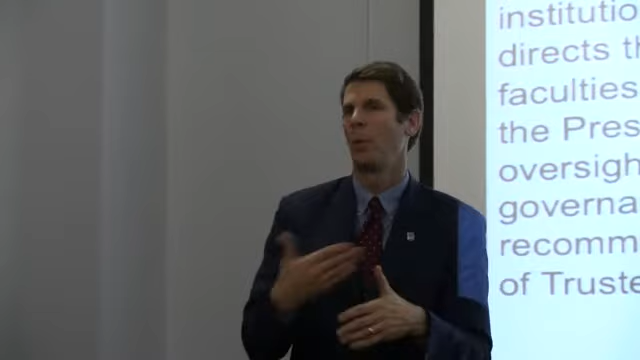 institutio
directs th
faculties
the Pres
oversigh
governa
recomm
of Truste